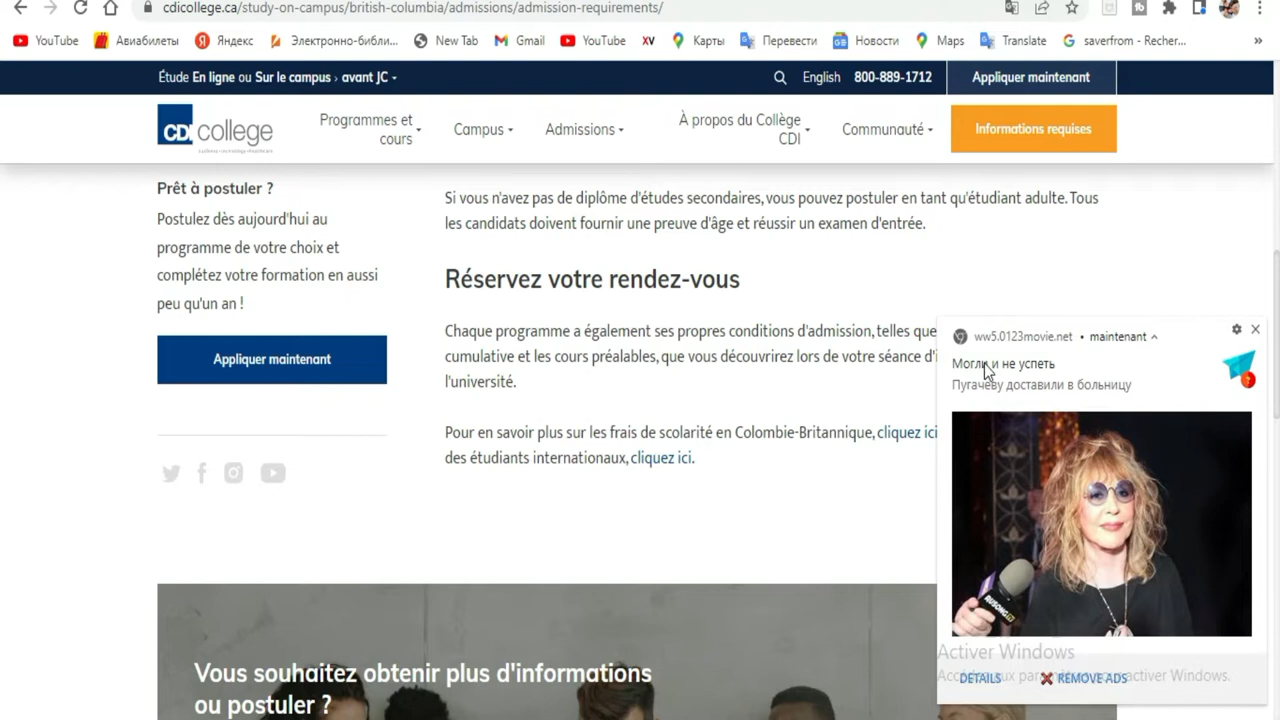 cdicollege.ca/study-on-campus/british-columbia/admissions/admission-requirements/
YouTube
Авиабилеты
Яндекс
Электронно-библи...
New Tab
Gmail
YouTube
XV
Карты
Перевести
Новости
Maps
Translate
saverfrom - Recher...
»
Étude En ligne ou Sur le campus › avant JC
English
800-889-1712
Appliquer maintenant
CDI college
Programmes et
cours
Campus
Admissions
À propos du Collège
CDI
Communauté
Informations requises
Prêt à postuler ?
Postulez dès aujourd'hui au
programme de votre choix et
complétez votre formation en aussi
peu qu'un an !
Appliquer maintenant
Si vous n'avez pas de diplôme d'études secondaires, vous pouvez postuler en tant qu'étudiant adulte. Tous
les candidats doivent fournir une preuve d'âge et réussir un examen d'entrée.
Réservez votre rendez-vous
Chaque programme a également ses propres conditions d'admission, telles que
cumulative et les cours préalables, que vous découvrirez lors de votre séance
l'université.
Pour en savoir plus sur les frais de scolarité en Colombie-Britannique, cliquez ici
des étudiants internationaux, cliquez ici.
Vous souhaitez obtenir plus d'informations
ou postuler ?
ww5.0123movie.net • maintenant
Могли и не успеть
Пугачеву доставили в больницу
RUSONG TV
Activer Windows
DETAILS
REMOVE ADS
activer Windows.